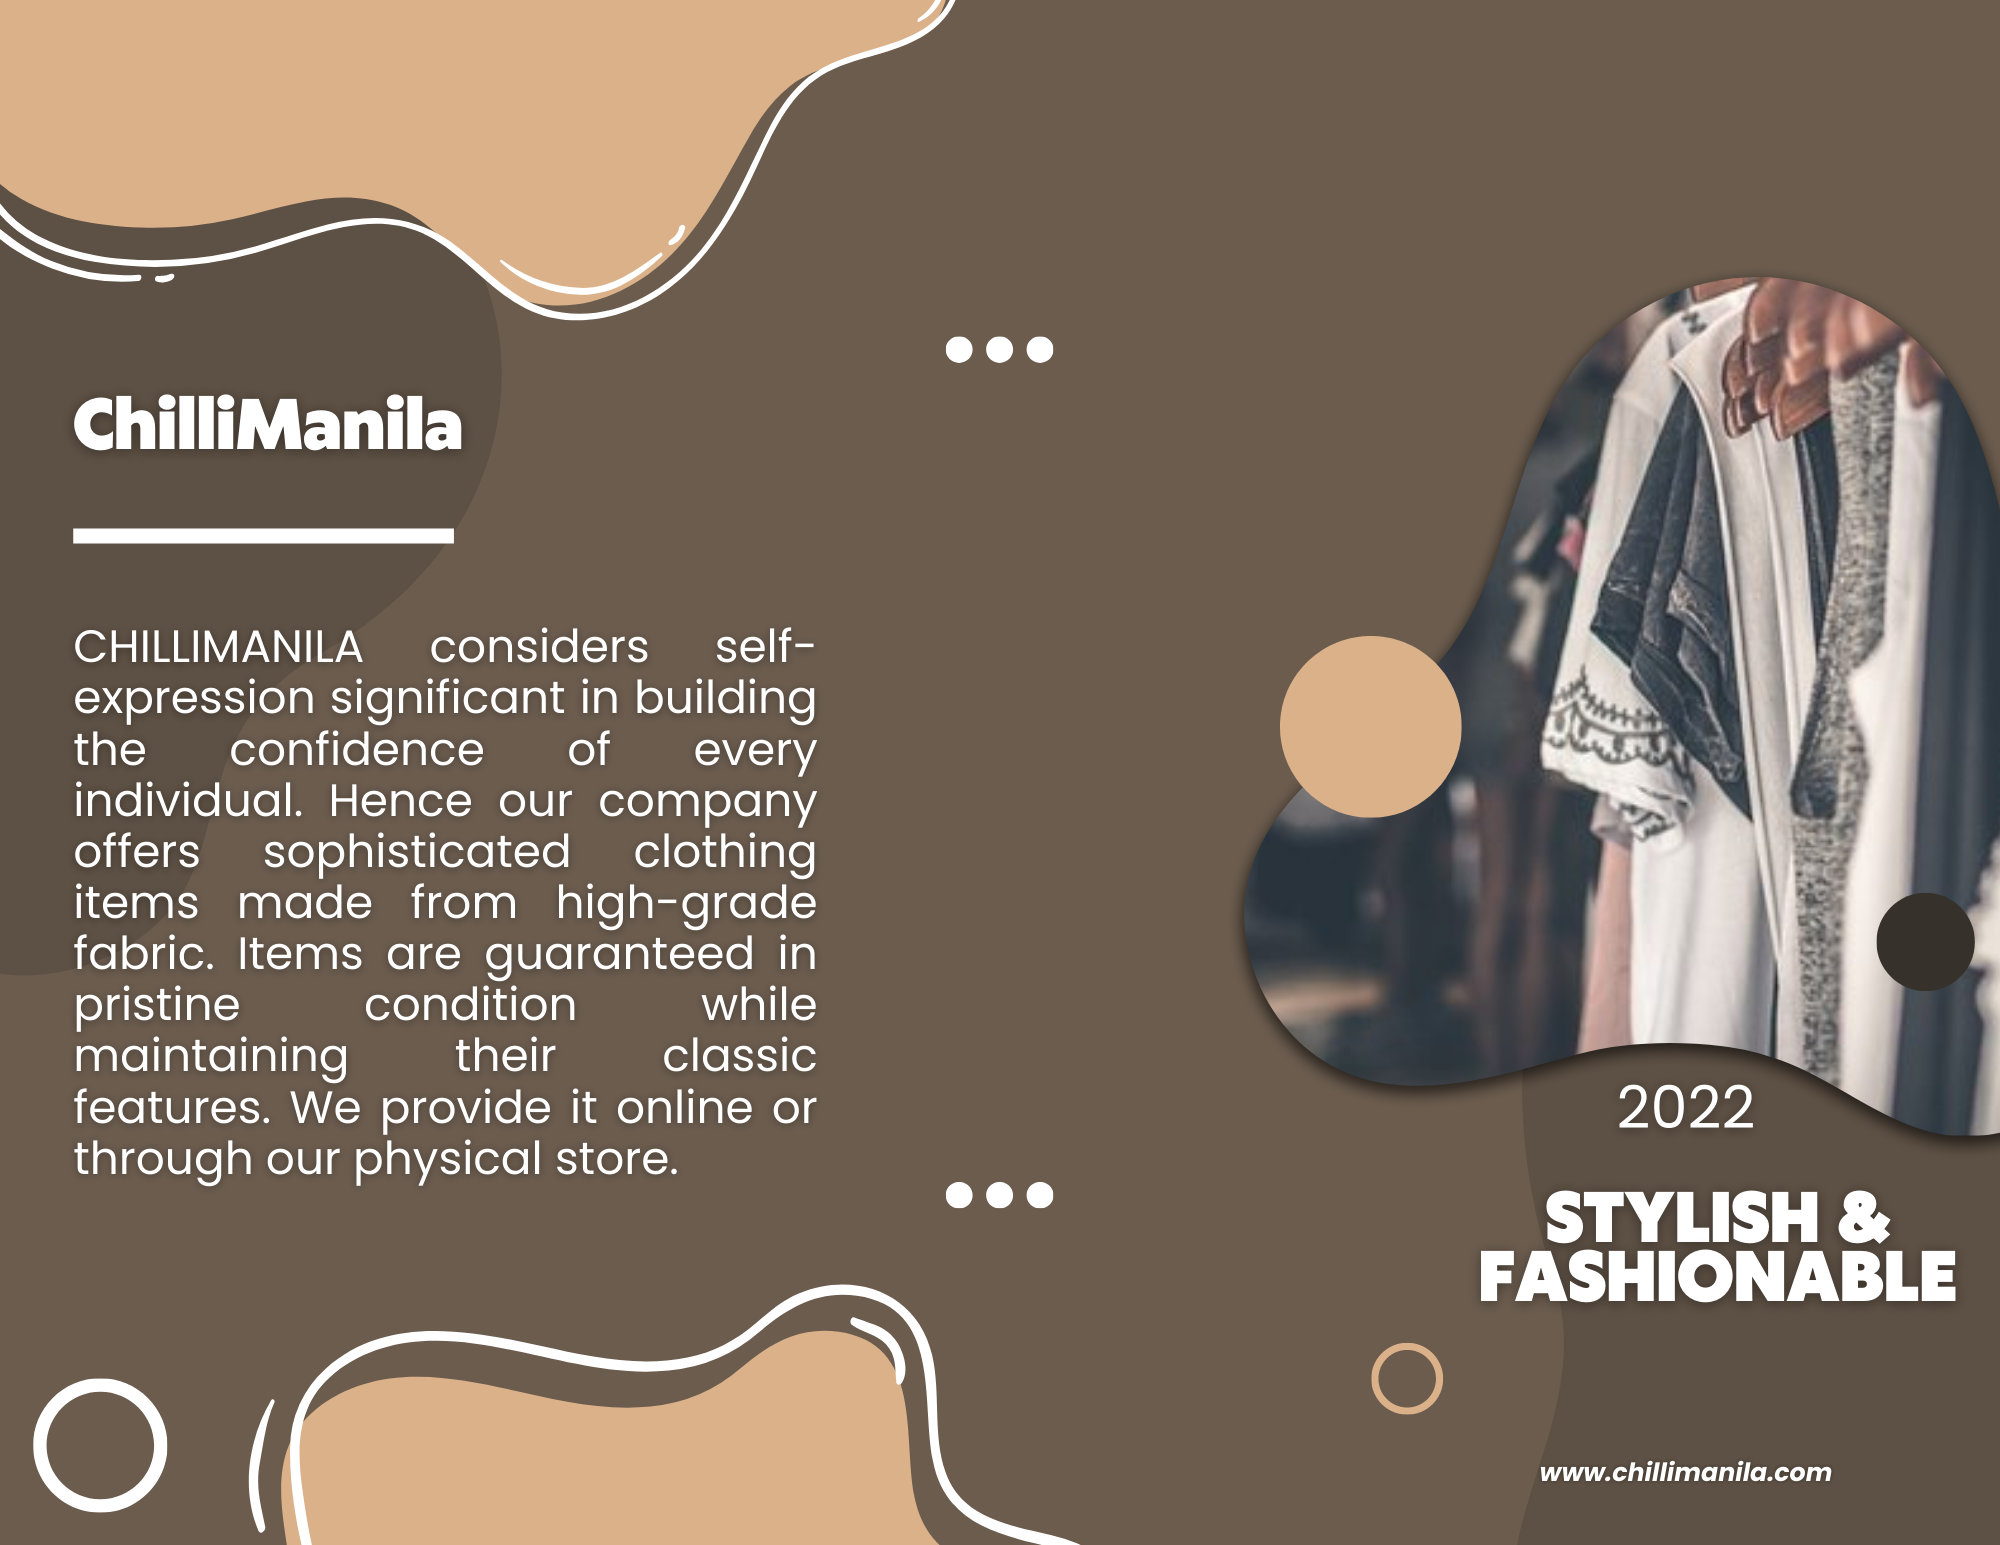 ChilliManila
CHILLIMANILA considers self-
expression significant in building
the confidence of every
individual. Hence our company
offers sophisticated clothing
items made from high-grade
fabric. Items are guaranteed in
pristine condition while
maintaining their classic
features. We provide it online or
through our physical store.
2022
STYLISH &
FASHIONABLE
www.chillimanila.com